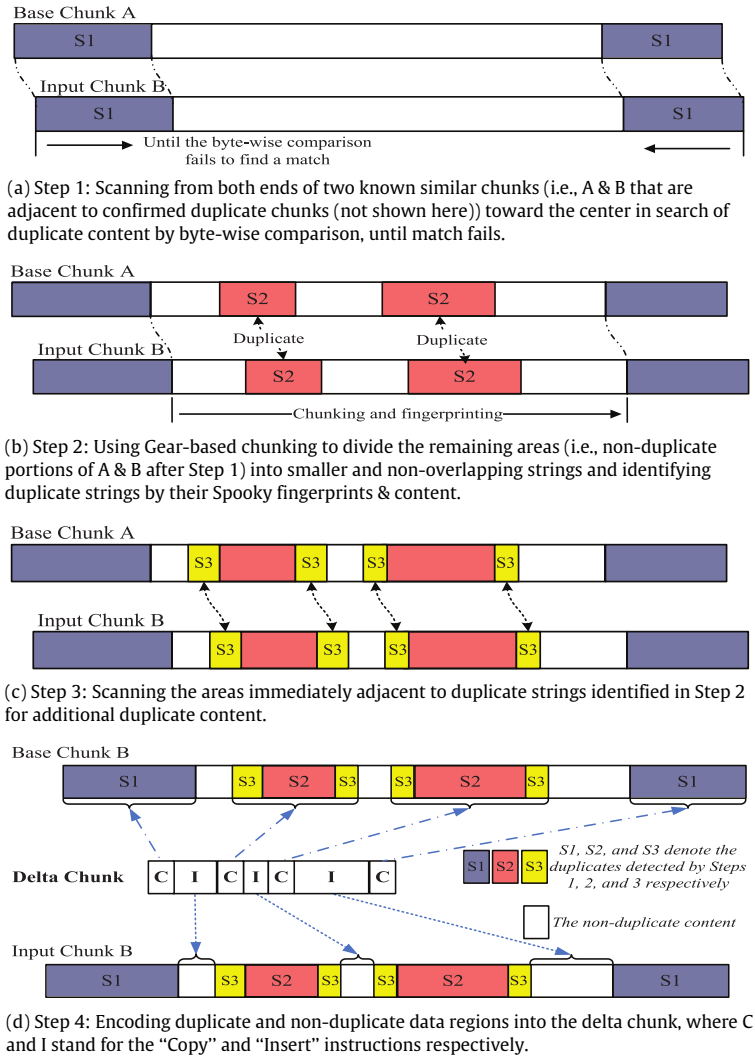 Base Chunk A
S1 S1
Input Chunk B
S1 S1
Until the byte-wise comparison
fails to find a match
(a) Step 1: Scanning from both ends of two known similar chunks (i.e., A & B that are
adjacent to confirmed duplicate chunks (not shown here)) toward the center in search of
duplicate content by byte-wise comparison, until match fails.
Base Chunk A
S2 S2
Duplicate Duplicate
Input Chunk B
S2 S2
Chunking and fingerprinting
(b) Step 2: Using Gear-based chunking to divide the remaining areas (i.e., non-duplicate
portions of A & B after Step 1) into smaller and non-overlapping strings and identifying
duplicate strings by their Spooky fingerprints & content.
Base Chunk A
S3 S3 S3 S3
Input Chunk B
S3 S3 S3 S3
(c) Step 3: Scanning the areas immediately adjacent to duplicate strings identified in Step 2
for additional duplicate content.
Base Chunk B
S1 S3 S2 S3 S3 S2 S3 S1
Delta Chunk C I C I C I C
S1 S2 S3
S1, S2, and S3 denote the
duplicates detected by Steps
1, 2, and 3 respectively
The non-duplicate content
Input Chunk B
S1 S3 S2 S3 S3 S2 S3 S1
(d) Step 4: Encoding duplicate and non-duplicate data regions into the delta chunk, where C
and I stand for the “Copy” and “Insert” instructions respectively.